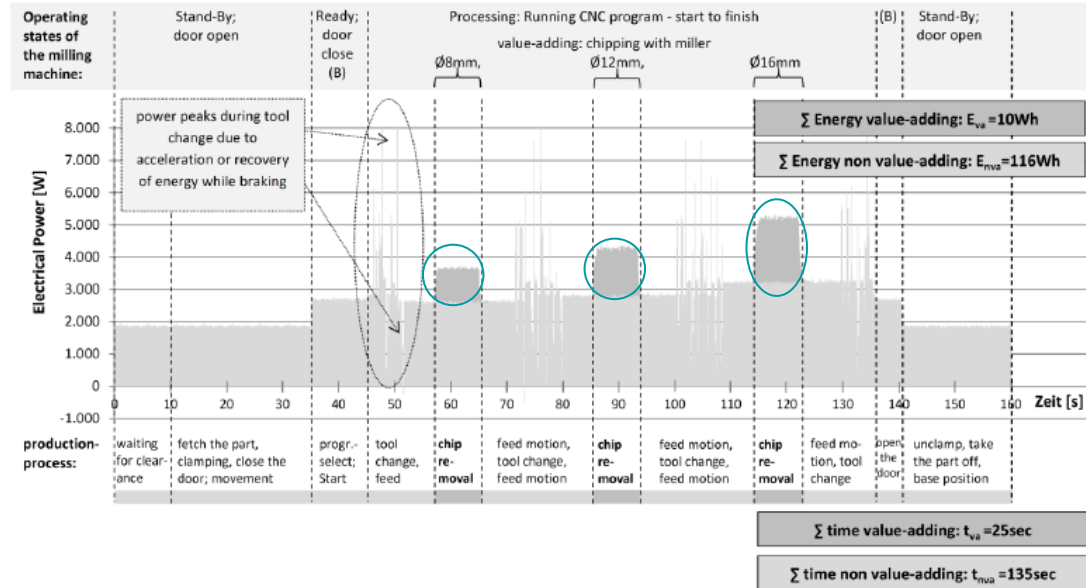 Operating
states of
the milling
machine:
Stand-By;
door open
Ready;
door
close
(B)
Processing: Running CNC program - start to finish
value-adding: chipping with miller
Ø8mm,
Ø12mm,
Ø16mm
(B)
Stand-By;
door open
power peaks during tool
change due to
acceleration or recovery
of energy while braking
∑ Energy value-adding: Eva =10Wh
∑ Energy non value-adding: Enva=116Wh
Electrical Power [W]
8.000
7.000
6.000
5.000
4.000
3.000
2.000
1.000
0
-1.000
0
10
20
30
40
50
60
70
80
90
100
110
120
130
140
150
160
Zeit [s]
production-
process:
waiting
for clear-
ance
fetch the part,
clamping, close the
door; movement
progr.-
select;
Start
tool
change,
feed
chip
re-
moval
feed motion,
tool change,
feed motion
chip
re-
moval
feed motion,
tool change,
feed motion
chip
re-
moval
feed mo-
tion, tool
change
open
the
door
unclamp, take
the part off,
base position
∑ time value-adding: tva =25sec
∑ time non value-adding: tnva=135sec